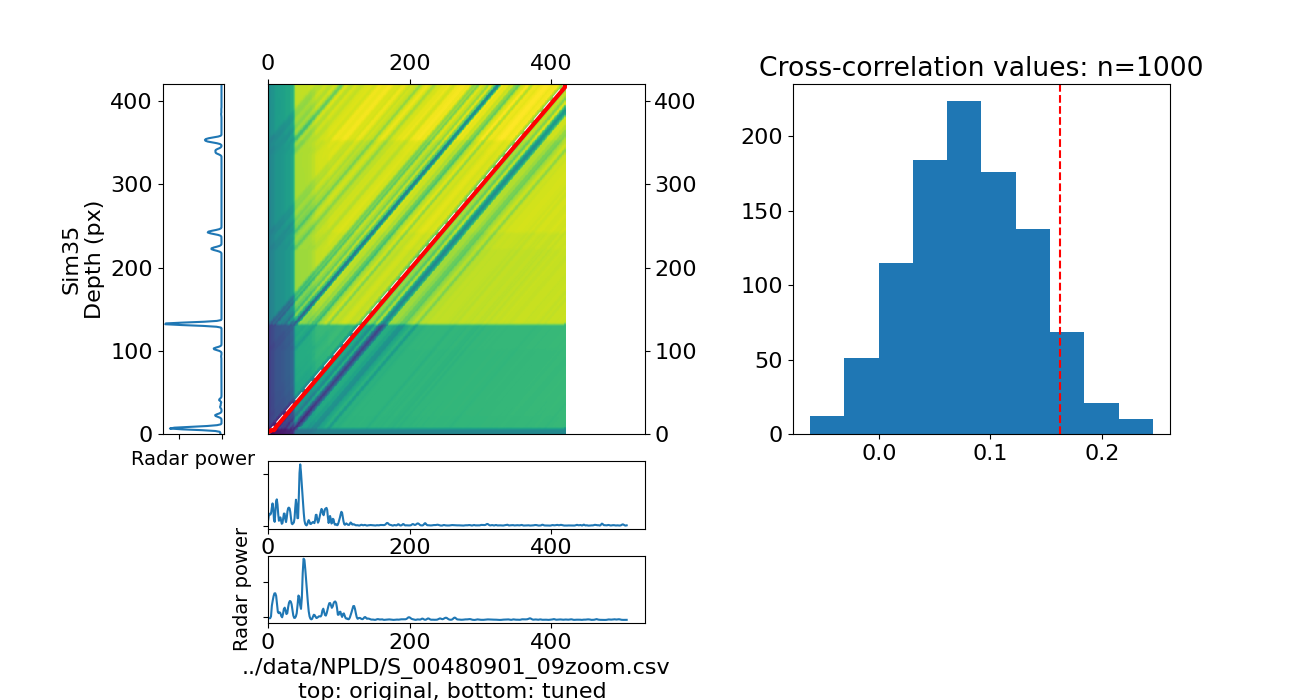 Cross-correlation values: n=1000
0 200 400
400
300
200
100
0
Sim35
Depth (px)
Radar power
400
300
200
100
0
200
150
100
50
0
0.0 0.1 0.2
0 200 400
Radar power
0 200 400
../data/NPLD/S_00480901_09zoom.csv
top: original, bottom: tuned